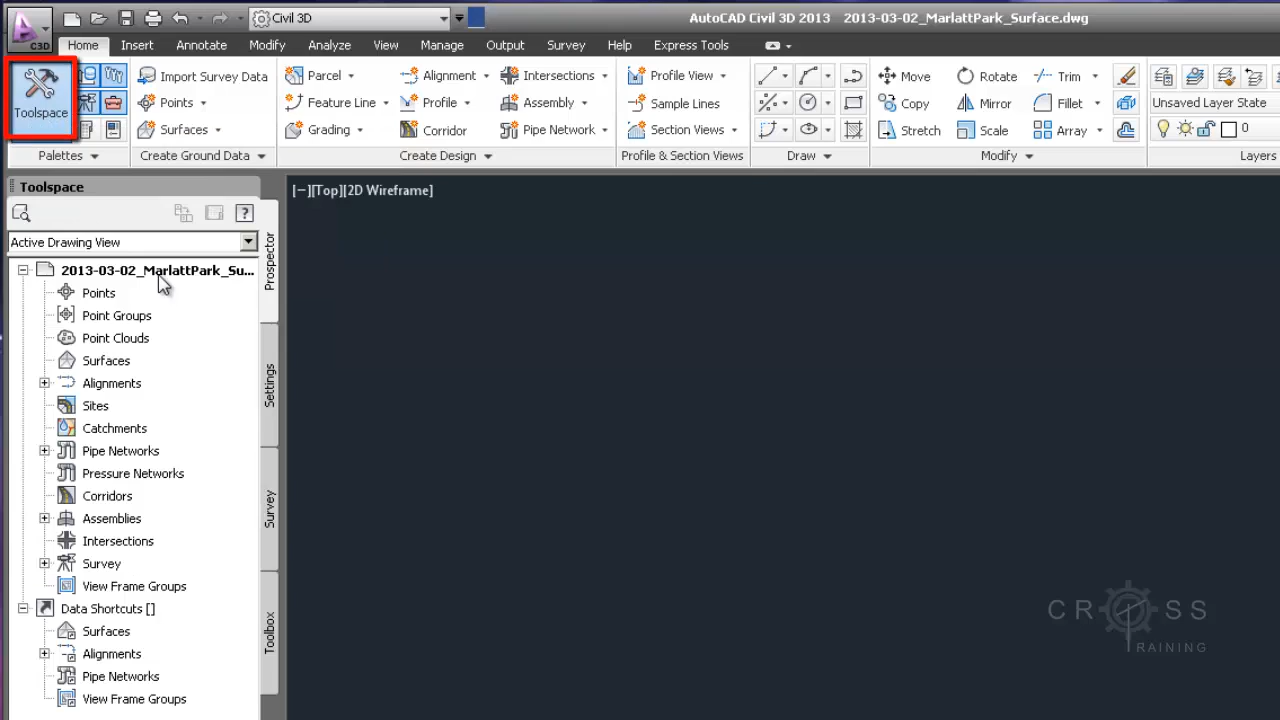 Civil 3D
AutoCAD Civil 3D 2013 2013-03-02_MarlattPark_Surface.dwg
C3D
Home Insert Annotate Modify Analyze View Manage Output Survey Help Express Tools
Toolspace
Import Survey Data
Points
Surfaces
Parcel
Feature Line
Grading
Alignment
Profile
Corridor
Intersections
Assembly
Pipe Network
Profile View
Sample Lines
Section Views
Move
Copy
Stretch
Rotate
Mirror
Scale
Trim
Fillet
Array
Unsaved Layer State
0
Palettes
Create Ground Data
Create Design
Profile & Section Views
Draw
Modify
Layers
Toolspace
?
Active Drawing View
[−][Top][2D Wireframe]
2013-03-02_MarlattPark_Su...
Points
Point Groups
Point Clouds
Surfaces
Alignments
Sites
Catchments
Pipe Networks
Pressure Networks
Corridors
Assemblies
Intersections
Survey
View Frame Groups
Data Shortcuts []
Surfaces
Alignments
Pipe Networks
View Frame Groups
Prospector
Settings
Survey
Toolbox
CROSS
TRAINING